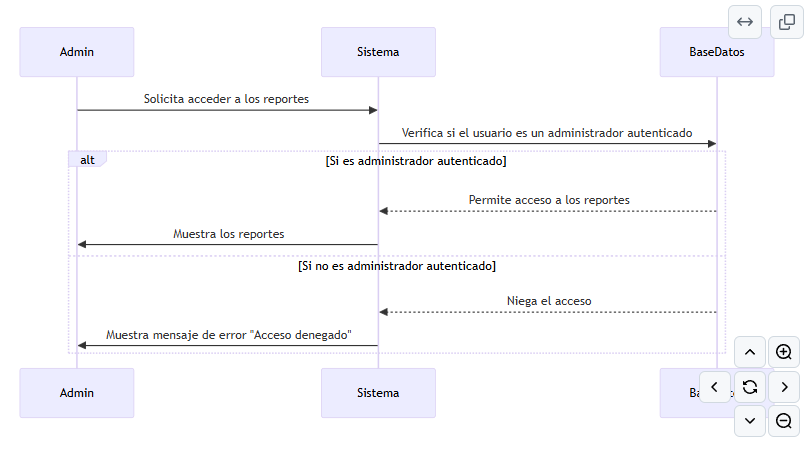 Admin
Sistema
BaseDatos
Solicita acceder a los reportes
Verifica si el usuario es un administrador autenticado
alt
[Si es administrador autenticado]
Permite acceso a los reportes
Muestra los reportes
[Si no es administrador autenticado]
Niega el acceso
Muestra mensaje de error "Acceso denegado"
Admin
Sistema